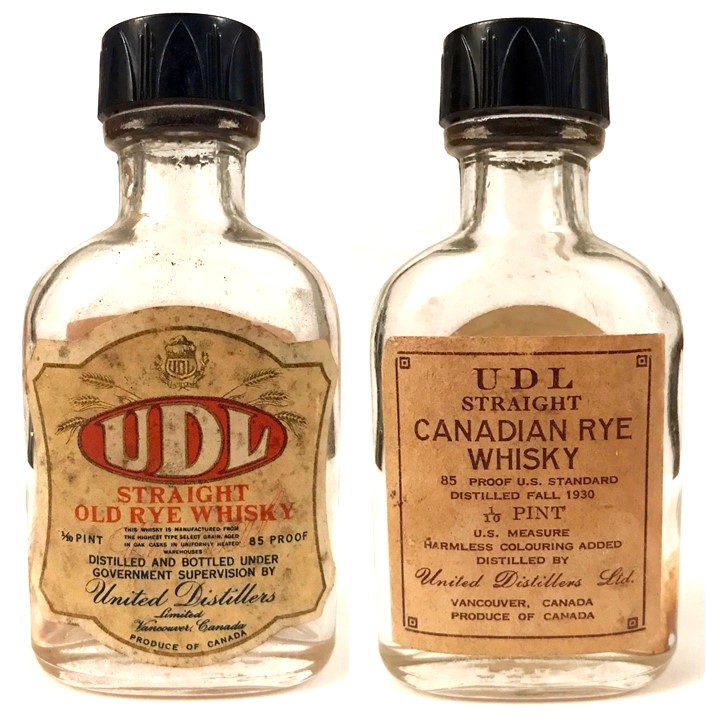 UDL
UDL
STRAIGHT
OLD RYE WHISKY
THIS WHISKY IS MANUFACTURED FROM
THE HIGHEST TYPE SELECT GRAIN, AGED
IN OAK CASKS IN UNIFORMLY HEATED
WAREHOUSES
1/10 PINT 85 PROOF
DISTILLED AND BOTTLED UNDER
GOVERNMENT SUPERVISION BY
United Distillers
Limited
Vancouver, Canada
PRODUCE OF CANADA
UDL
STRAIGHT
CANADIAN RYE
WHISKY
85 PROOF U.S. STANDARD
DISTILLED FALL 1930
1/10 PINT
U.S. MEASURE
HARMLESS COLOURING ADDED
DISTILLED BY
United Distillers Ltd.
VANCOUVER, CANADA
PRODUCE OF CANADA